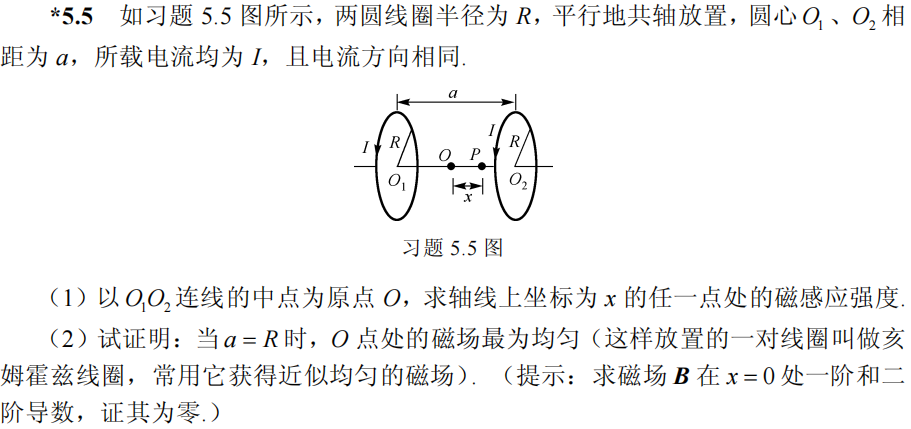 *5.5 如习题 5.5 图所示，两圆线圈半径为 R，平行地共轴放置，圆心 O₁、O₂ 相
距为 a，所载电流均为 I，且电流方向相同.
a
I
R
O
P
I
R
O₁
x
O₂
习题 5.5 图
（1）以 O₁O₂ 连线的中点为原点 O，求轴线上坐标为 x 的任一点处的磁感应强度.
（2）试证明：当 a = R 时，O 点处的磁场最为均匀（这样放置的一对线圈叫做亥
姆霍兹线圈，常用它获得近似均匀的磁场）. （提示：求磁场 B 在 x = 0 处一阶和二
阶导数，证其为零.）